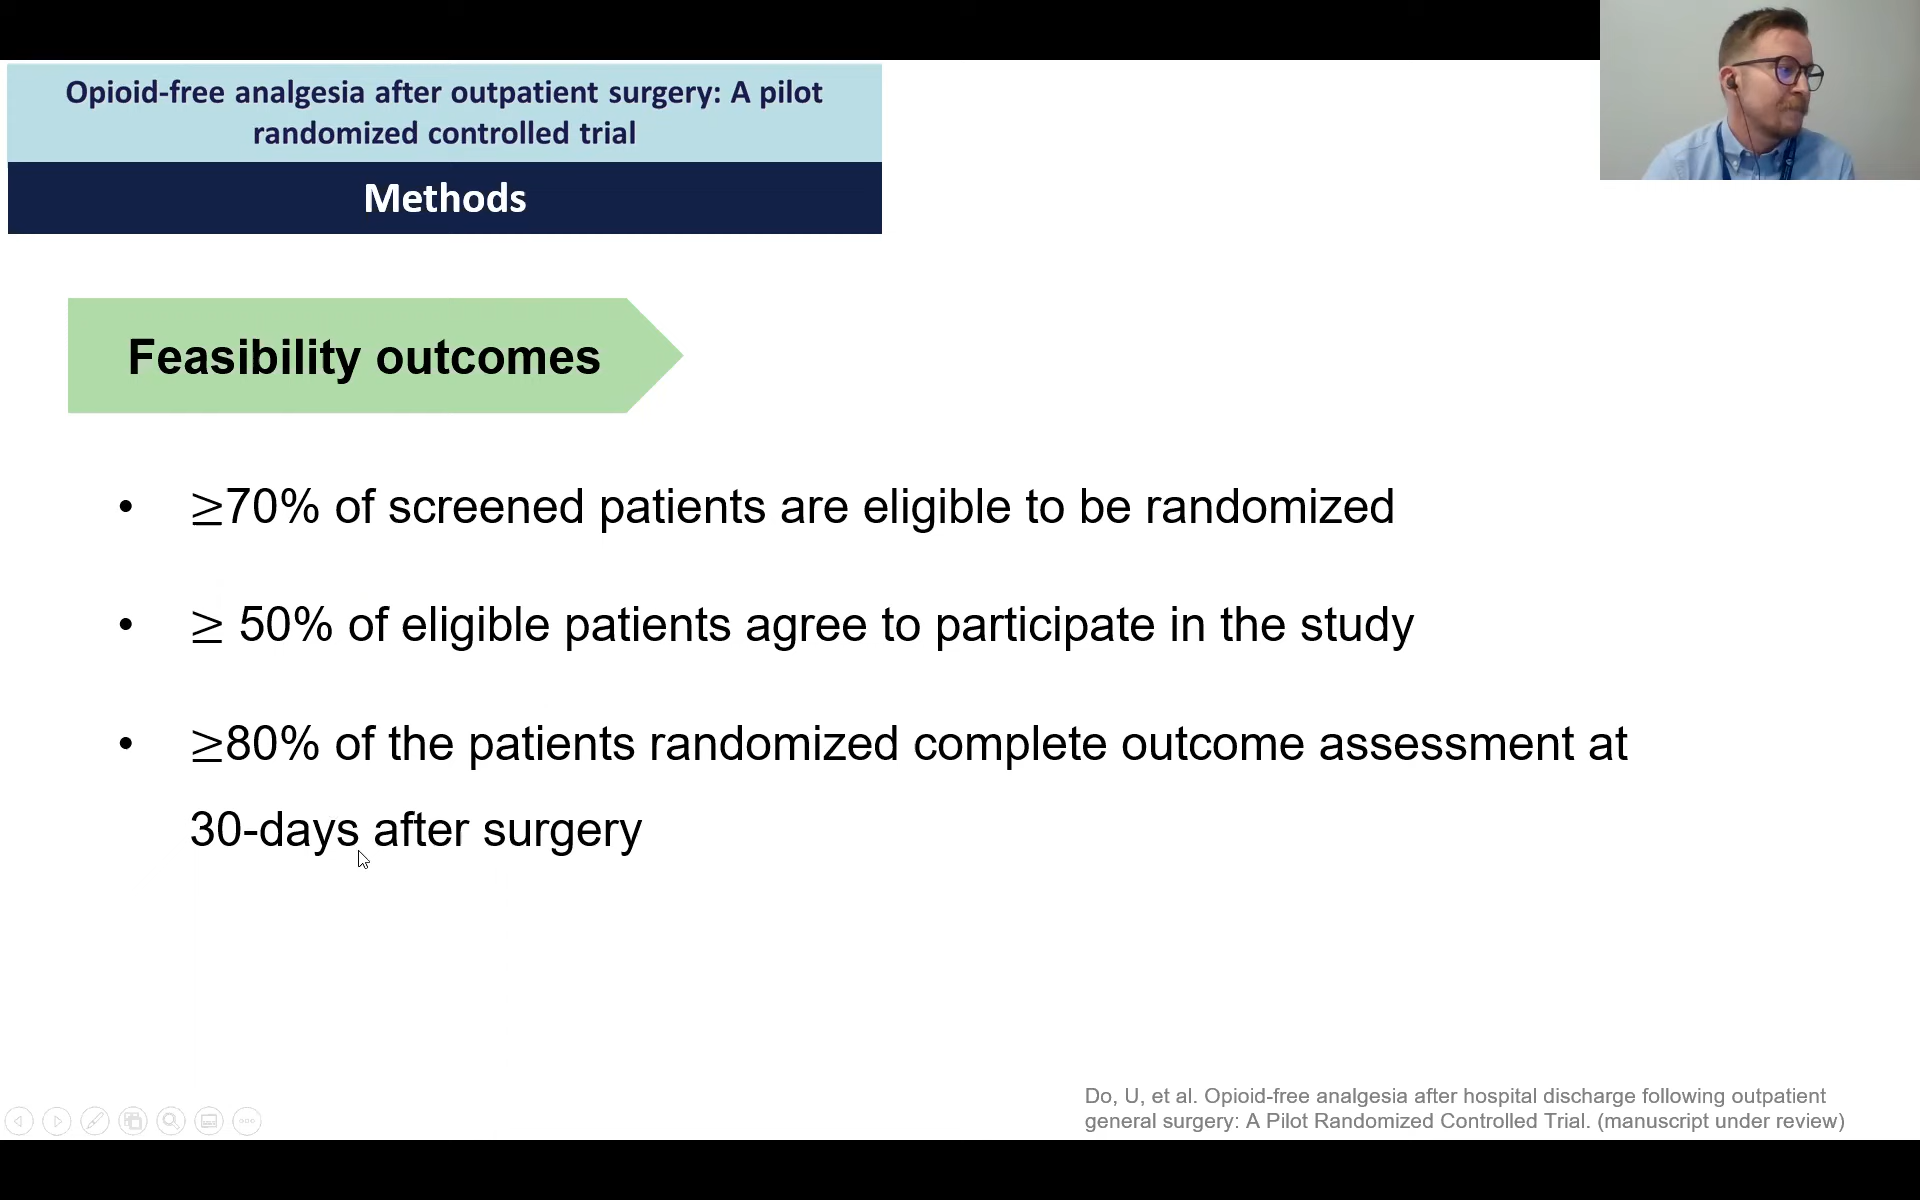 Opioid-free analgesia after outpatient surgery: A pilot
randomized controlled trial
Methods
Feasibility outcomes
• ≥70% of screened patients are eligible to be randomized
• ≥ 50% of eligible patients agree to participate in the study
• ≥80% of the patients randomized complete outcome assessment at
30-days after surgery
Do, U, et al. Opioid-free analgesia after hospital discharge following outpatient
general surgery: A Pilot Randomized Controlled Trial. (manuscript under review)